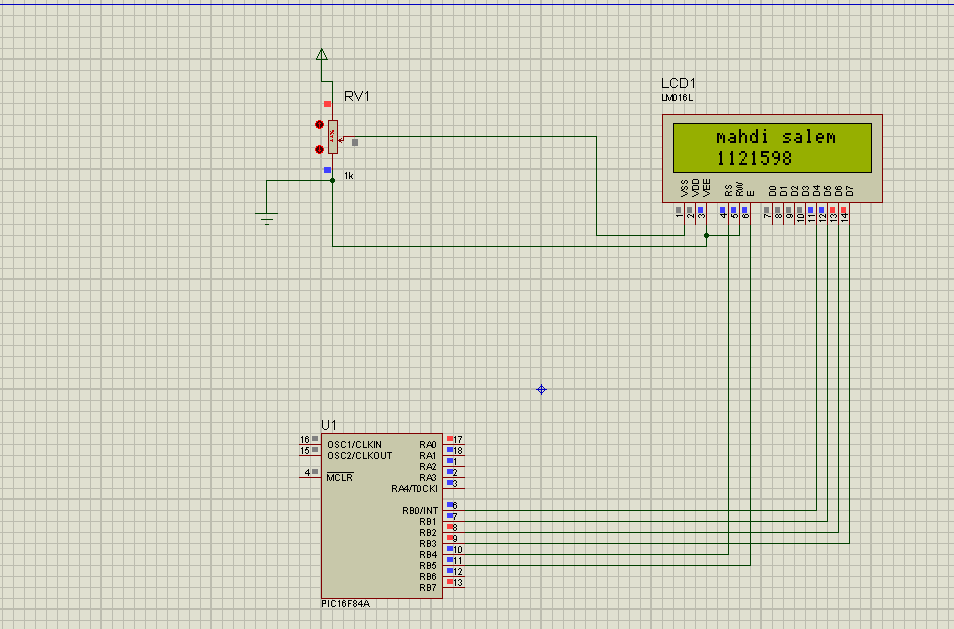 RV1
1k
LCD1
LM016L
mahdi salem
1121598
VSS VDD VEE RS RW E D0 D1 D2 D3 D4 D5 D6 D7
1 2 3 4 5 6 7 8 9 10 11 12 13 14
U1
16 OSC1/CLKIN RA0 17
15 OSC2/CLKOUT RA1 18
RA2 1
4 MCLR RA3 2
RA4/T0CKI 3
RB0/INT 6
RB1 7
RB2 8
RB3 9
RB4 10
RB5 11
RB6 12
RB7 13
PIC16F84A